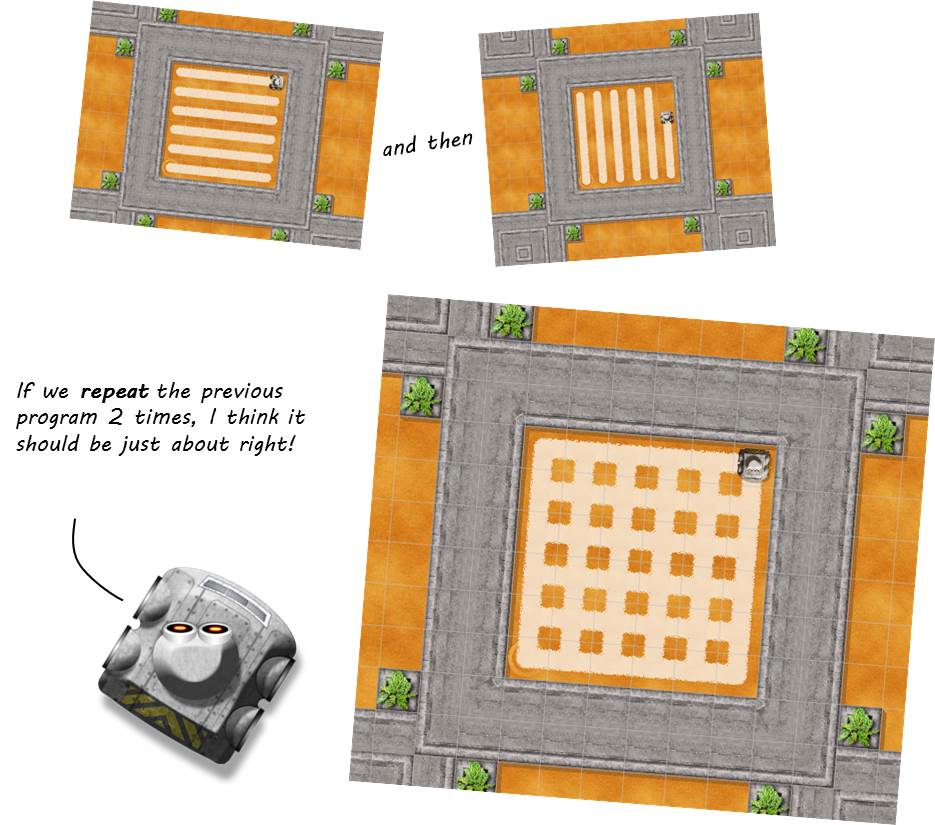 and then
If we repeat the previous
program 2 times, I think it
should be just about right!